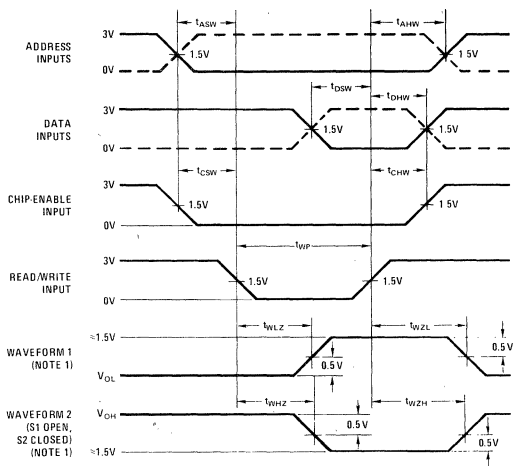 tASW
tAHW
ADDRESS
INPUTS
3V
0V
1.5V
1.5V
tDSW
tDHW
DATA
INPUTS
3V
0V
1.5V
1.5V
tCSW
tCHW
CHIP-ENABLE
INPUT
3V
0V
1.5V
1 5V
tWP
READ/WRITE
INPUT
3V
0V
1.5V
1.5V
tWLZ
tWZL
WAVEFORM 1
(NOTE 1)
≈1.5V
VOL
0.5V
0.5 V
tWHZ
tWZH
WAVEFORM 2
(S1 OPEN,
S2 CLOSED)
(NOTE 1)
VOH
≈1.5V
0.5V
0.5V